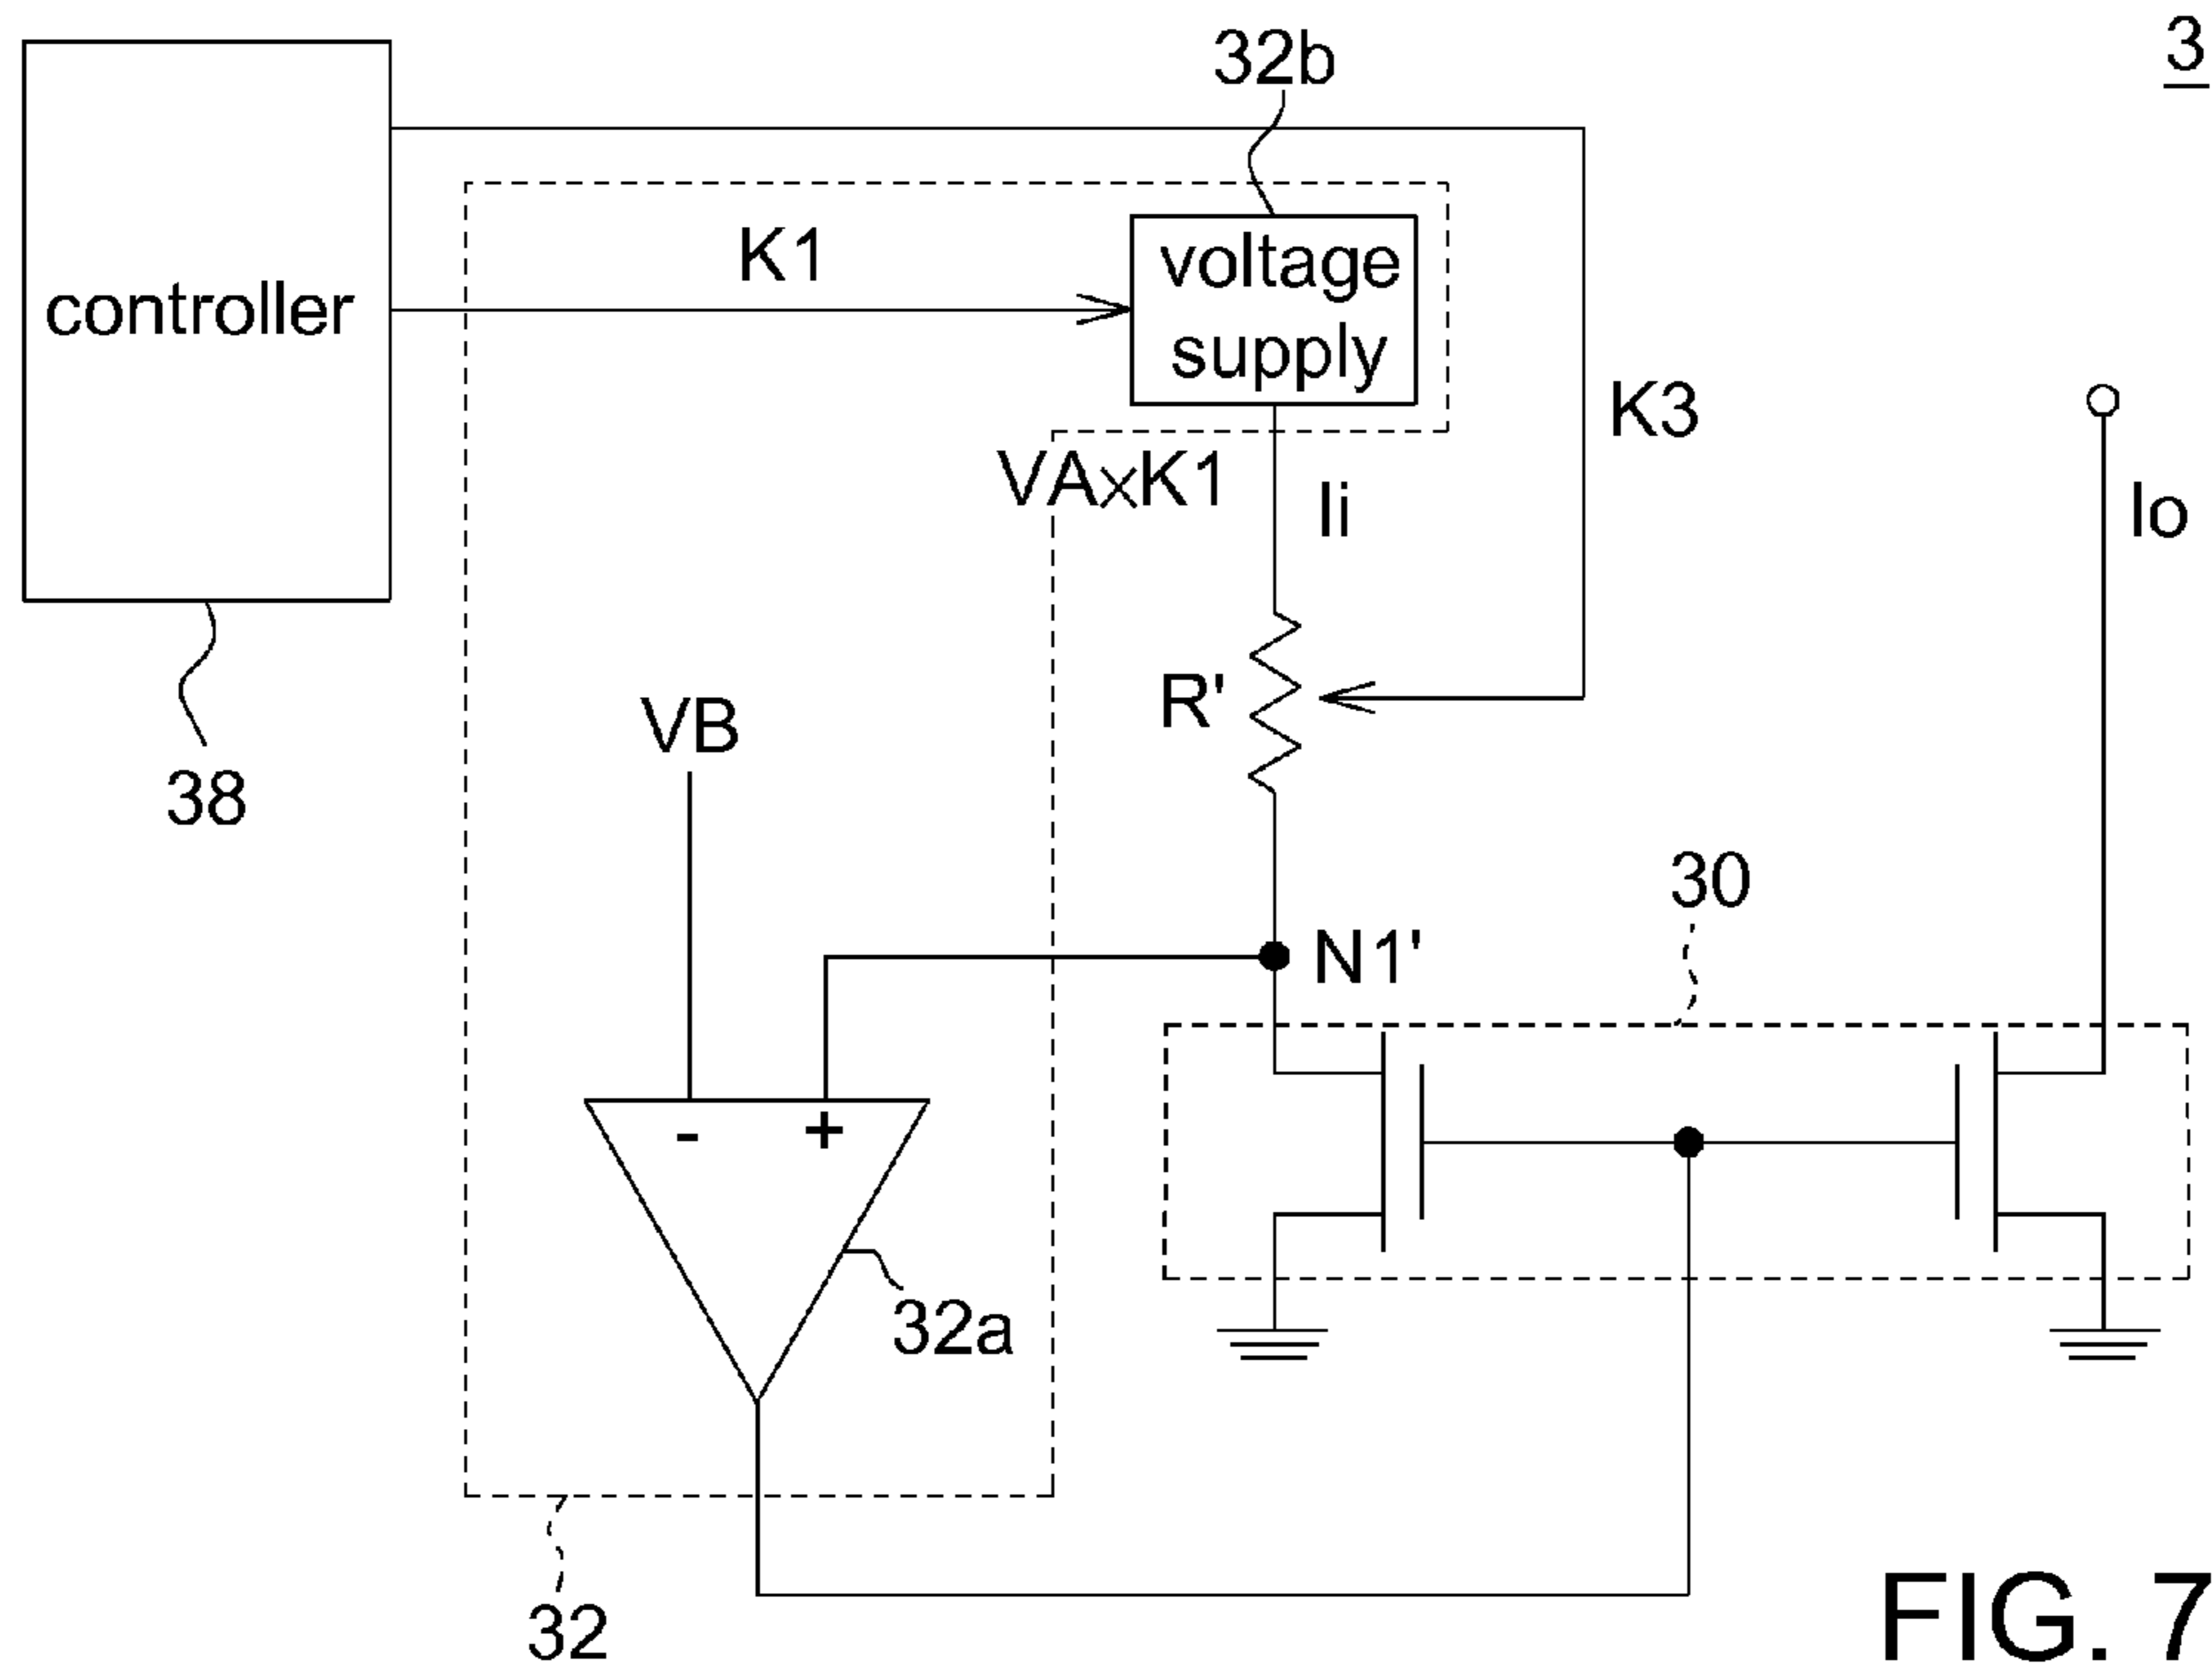 3
32b
K1
voltage
supply
controller
K3
VAxK1
Ii
Io
R'
VB
38
30
N1'
- +
32a
32
FIG. 7